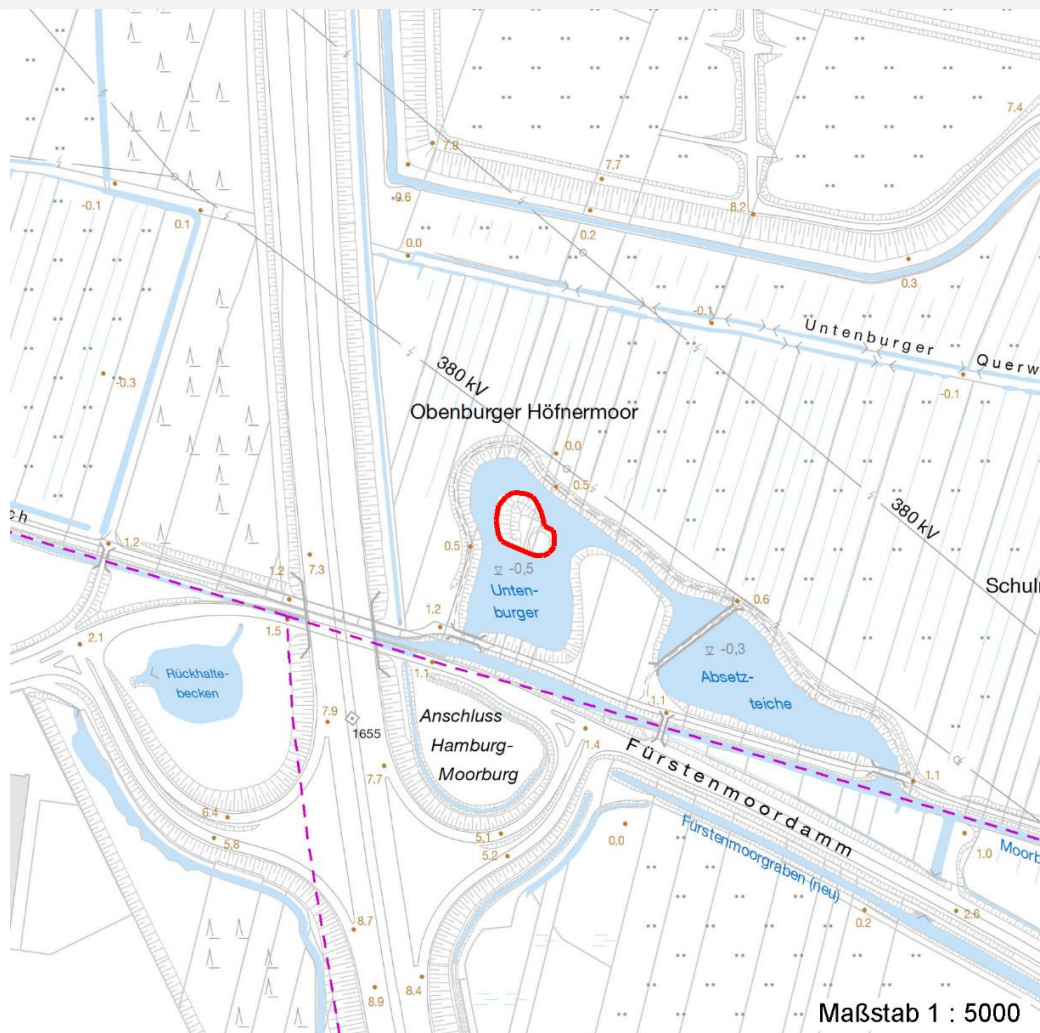 7.4
7.8
7.7
-0.1
0.1
-0.6
0.2
8.2
0.0
0.3
-0.1
Untenburger Querw
-0.3
380 kV
-0.1
Obenburger Höfnermoor
0.0
0.5
380 kV
ch
1.2
7.3
0.5
-0,5
Unten-
burger
Schulr
1.2
0.6
1.5
1.2
2.1
-0,3
Rückhalte-
becken
1.1
Absetz-
teiche
1.1
7.9
1655
Anschluss
Hamburg-
Moorburg
1.4
7.7
Fürstenmoordamm
1.1
6.4
5.8
5.1
5.2
0.0
Fürstenmoorgraben (neu)
1.0
Moorb
8.7
0.2
2.6
8.9
8.4
Maßstab 1 : 5000